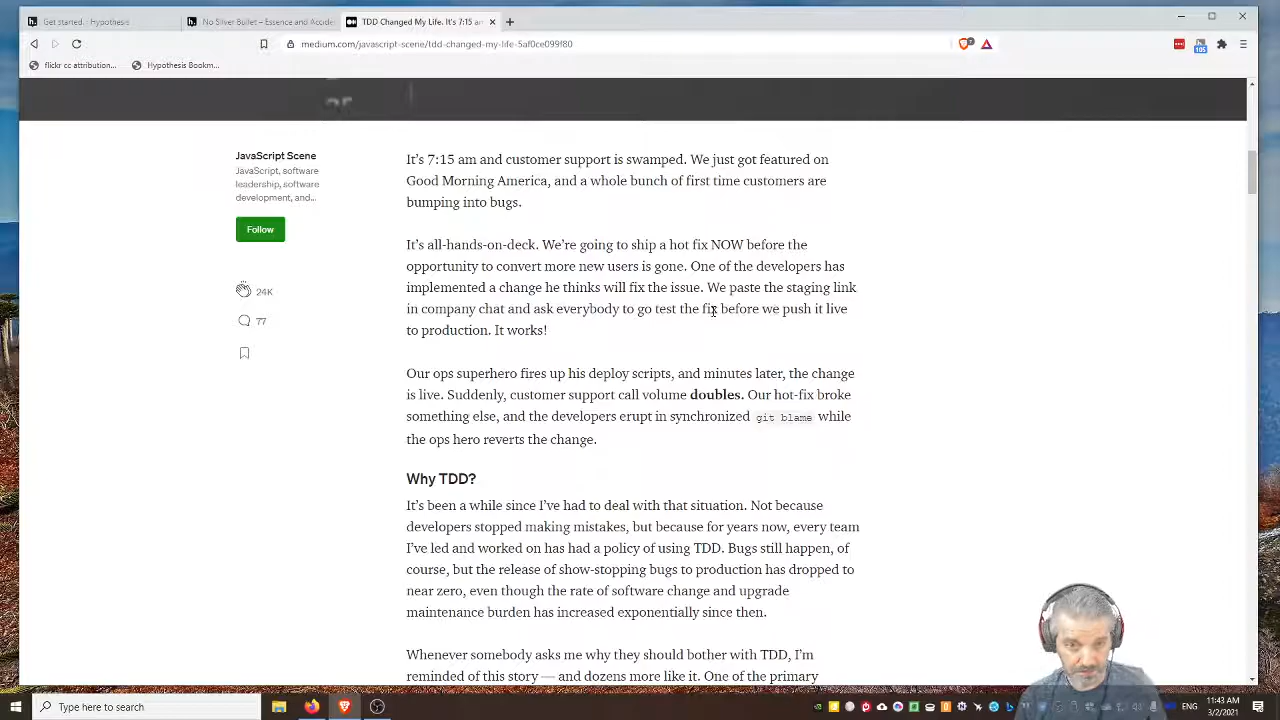 Get started. · Hypothesis
No Silver Bullet – Essence and Accide
TDD Changed My Life. It's 7:15 am
medium.com/javascript-scene/tdd-changed-my-life-5af0ce099f80
105
flickr cc attribution...
Hypothesis Bookm...
JavaScript Scene
JavaScript, software
leadership, software
development, and...
Follow
24K
77
It's 7:15 am and customer support is swamped. We just got featured on
Good Morning America, and a whole bunch of first time customers are
bumping into bugs.
It's all-hands-on-deck. We're going to ship a hot fix NOW before the
opportunity to convert more new users is gone. One of the developers has
implemented a change he thinks will fix the issue. We paste the staging link
in company chat and ask everybody to go test the fix before we push it live
to production. It works!
Our ops superhero fires up his deploy scripts, and minutes later, the change
is live. Suddenly, customer support call volume doubles. Our hot-fix broke
something else, and the developers erupt in synchronized git blame while
the ops hero reverts the change.
Why TDD?
It's been a while since I've had to deal with that situation. Not because
developers stopped making mistakes, but because for years now, every team
I've led and worked on has had a policy of using TDD. Bugs still happen, of
course, but the release of show-stopping bugs to production has dropped to
near zero, even though the rate of software change and upgrade
maintenance burden has increased exponentially since then.
Whenever somebody asks me why they should bother with TDD, I'm
reminded of this story — and dozens more like it. One of the primary
Type here to search
ENG
11:43 AM
3/2/2021